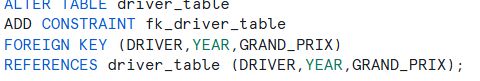 ALTER TABLE driver_table
ADD CONSTRAINT fk_driver_table
FOREIGN KEY (DRIVER,YEAR,GRAND_PRIX)
REFERENCES driver_table (DRIVER,YEAR,GRAND_PRIX);